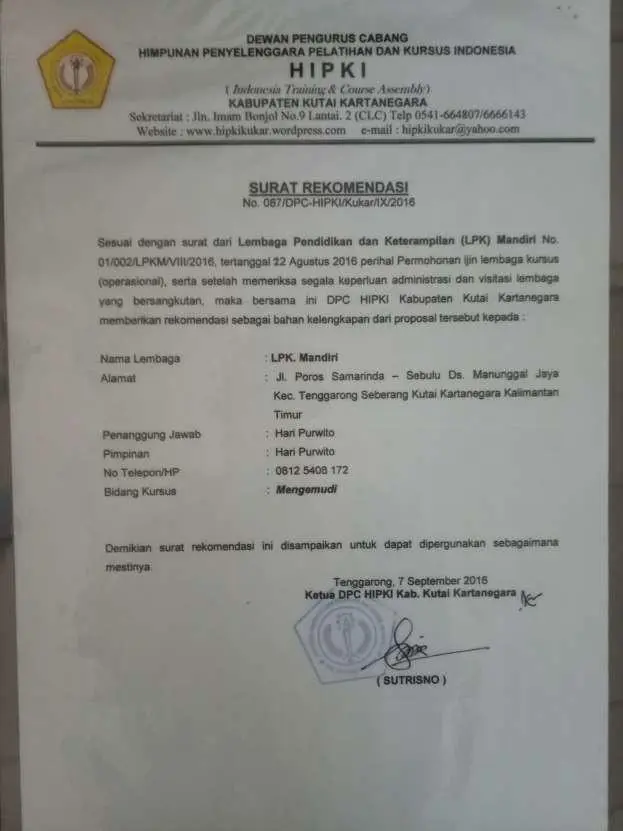 DEWAN PENGURUS CABANG
HIMPUNAN PENYELENGGARA PELATIHAN DAN KURSUS INDONESIA
H I P K I
( Indonesia Training & Course Assembly )
KABUPATEN KUTAI KARTANEGARA
Sekretariat : Jln. Imam Bonjol No.9 Lantai. 2 (CLC) Telp 0541-664807/6666143
Website : www.hipkikukar.wordpress.com e-mail : hipkikukar@yahoo.com
SURAT REKOMENDASI
No. 087/DPC-HIPKI/Kukar/IX/2016
Sesuai dengan surat dari Lembaga Pendidikan dan Keterampilan (LPK) Mandiri No.
01/002/LPKM/VIII/2016, tertanggal 22 Agustus 2016 perihal Permohonan ijin lembaga kursus
(operasional), serta setelah memeriksa segala keperluan administrasi dan visitasi lembaga
yang bersangkutan, maka bersama ini DPC HIPKI Kabupaten Kutai Kartanegara
memberikan rekomendasi sebagai bahan kelengkapan dari proposal tersebut kepada :
Nama Lembaga : LPK. Mandiri
Alamat : Jl. Poros Samarinda – Sebulu Ds. Manunggal Jaya
Kec. Tenggarong Seberang Kutai Kartanegara Kalimantan
Timur
Penanggung Jawab : Hari Purwito
Pimpinan : Hari Purwito
No Telepon/HP : 0812 5408 172
Bidang Kursus : Mengemudi
Demikian surat rekomendasi ini disampaikan untuk dapat dipergunakan sebagaimana
mestinya.
Tenggarong, 7 September 2016
Ketua DPC HIPKI Kab. Kutai Kartanegara
( SUTRISNO )